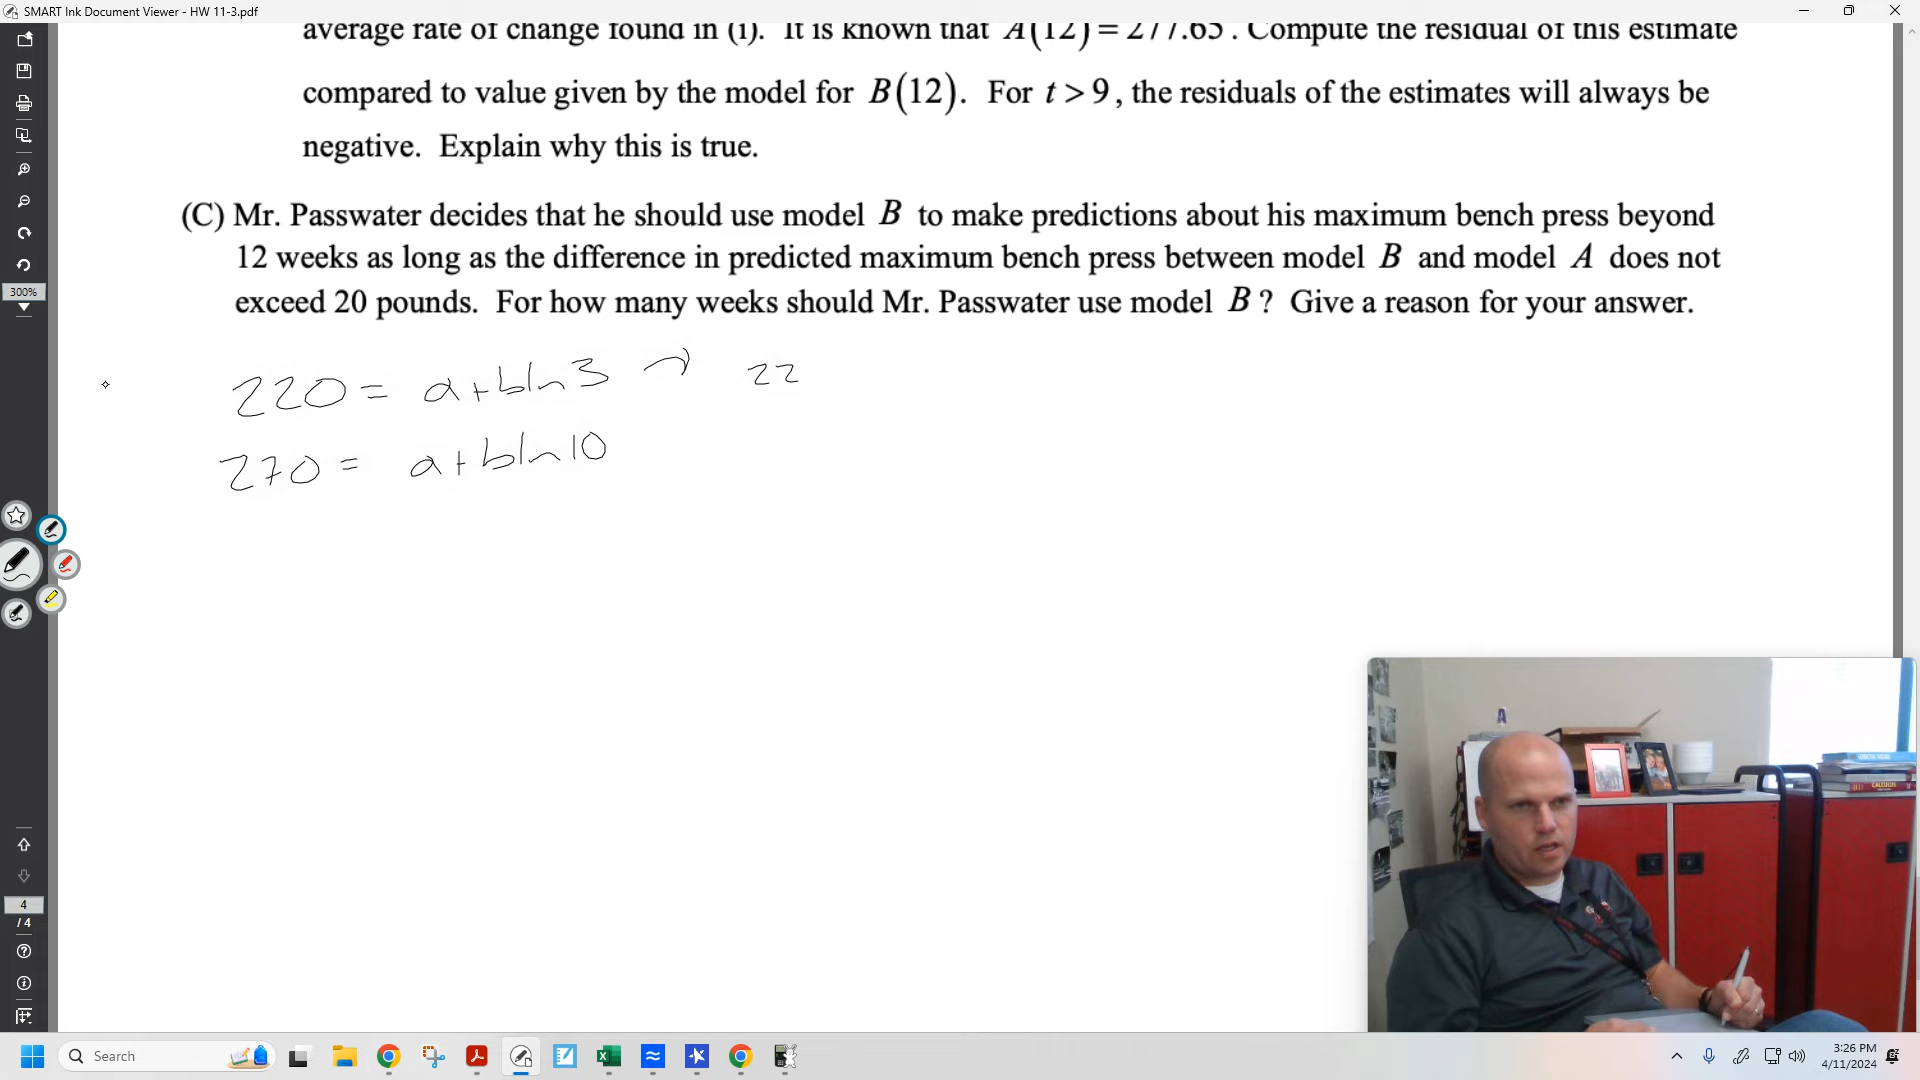 SMART Ink Document Viewer - HW 11-3.pdf
average rate of change found in (i). It is known that A(12) = 277.65. Compute the residual of this estimate
compared to value given by the model for B(12). For t > 9, the residuals of the estimates will always be
negative. Explain why this is true.
(C) Mr. Passwater decides that he should use model B to make predictions about his maximum bench press beyond
12 weeks as long as the difference in predicted maximum bench press between model B and model A does not
exceed 20 pounds. For how many weeks should Mr. Passwater use model B? Give a reason for your answer.
300%
220 = a+bln3 → 22
270 = a+bln10
4
/ 4
CALCULUS
Search
3:26 PM
4/11/2024